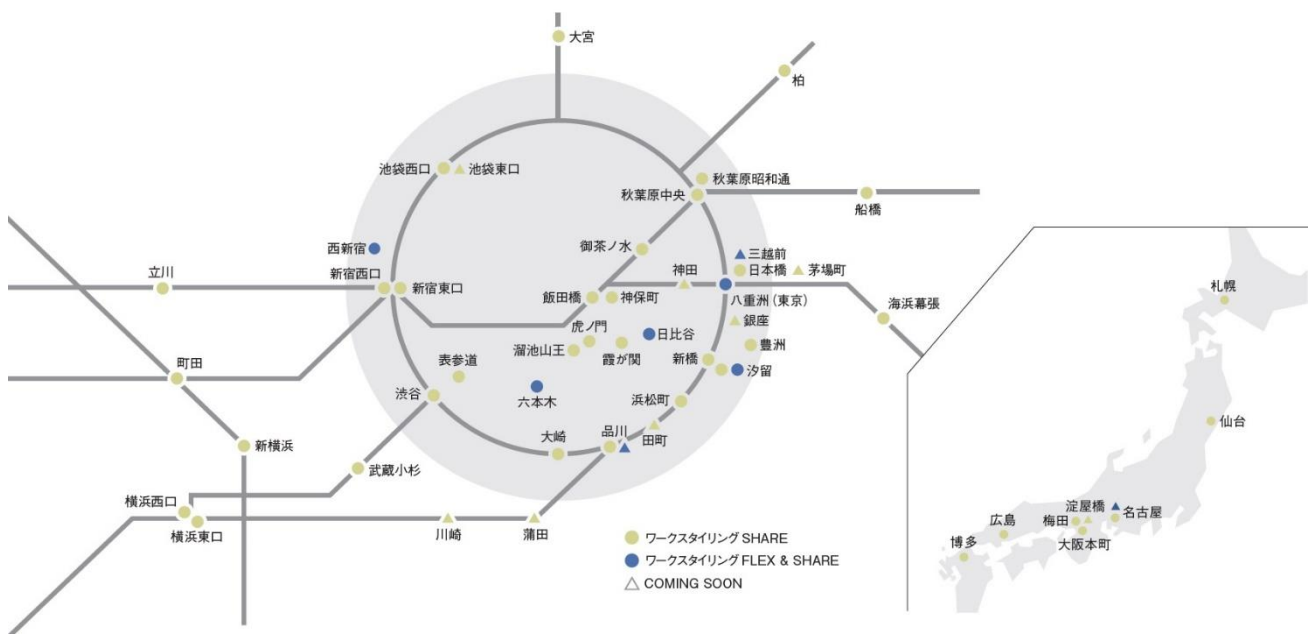 大宮
柏
池袋西口
池袋東口
秋葉原昭和通
秋葉原中央
船橋
西新宿
御茶ノ水
三越前
神田
日本橋
茅場町
立川
新宿西口
新宿東口
飯田橋
神保町
八重洲(東京)
海浜幕張
札幌
虎ノ門
日比谷
銀座
溜池山王
霞が関
新橋
豊洲
汐留
町田
表参道
渋谷
六本木
浜松町
仙台
新横浜
大崎
品川
田町
武蔵小杉
横浜西口
横浜東口
川崎
蒲田
淀屋橋
広島
梅田
名古屋
博多
大阪本町
ワークスタイリング SHARE
ワークスタイリング FLEX & SHARE
COMING SOON